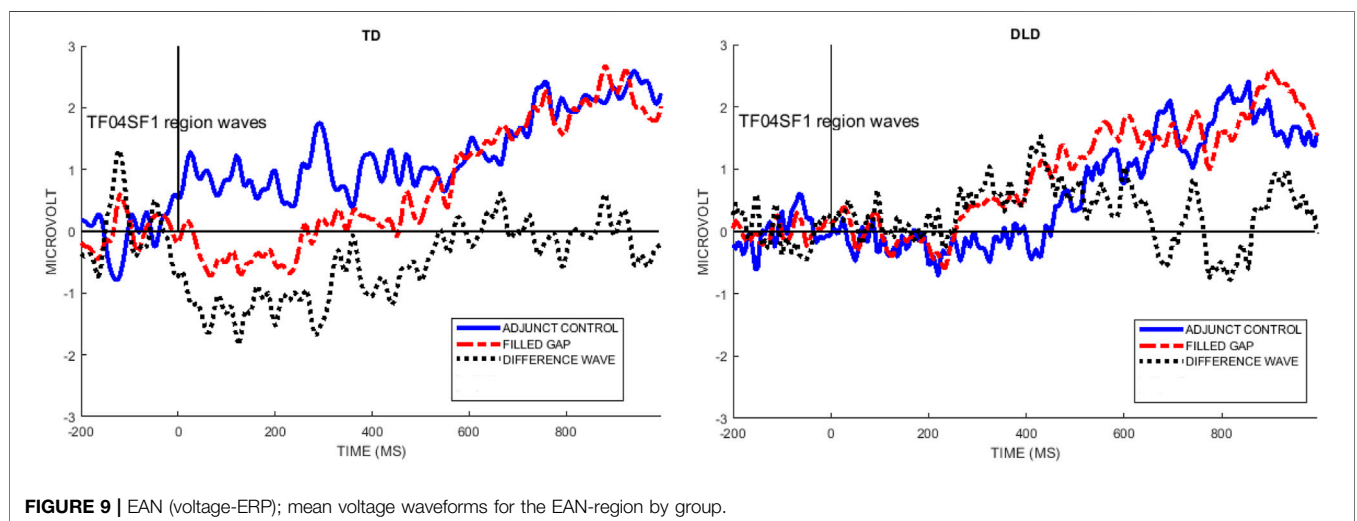 TD
3
2
1
0
-1
-2
-3
MICROVOLT
TF04SF1 region waves
ADJUNCT CONTROL
FILLED GAP
DIFFERENCE WAVE
-200 0 200 400 600 800
TIME (MS)
DLD
3
2
1
0
-1
-2
-3
MICROVOLT
TF04SF1 region waves
ADJUNCT CONTROL
FILLED GAP
DIFFERENCE WAVE
-200 0 200 400 600 800
TIME (MS)
FIGURE 9 | EAN (voltage-ERP); mean voltage waveforms for the EAN-region by group.